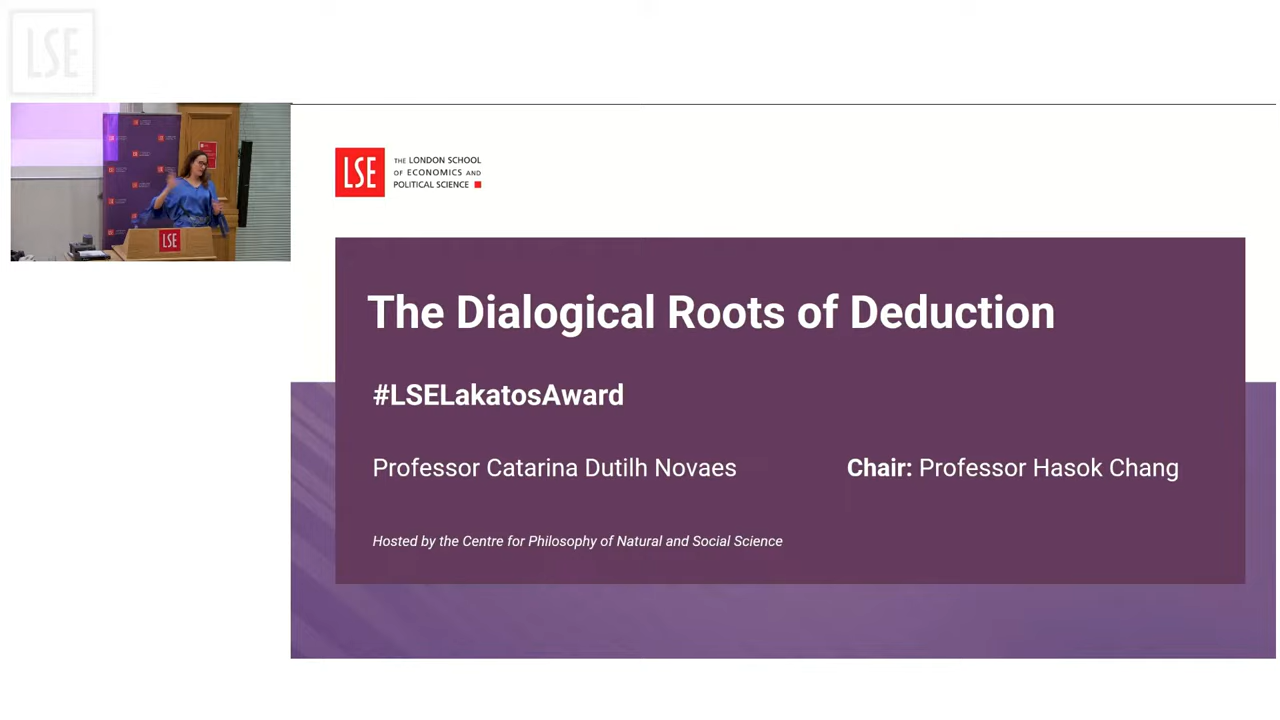 LSE
LSE
LSE
THE LONDON SCHOOL
OF ECONOMICS AND
POLITICAL SCIENCE
The Dialogical Roots of Deduction
#LSELakatosAward
Professor Catarina Dutilh Novaes
Chair: Professor Hasok Chang
Hosted by the Centre for Philosophy of Natural and Social Science